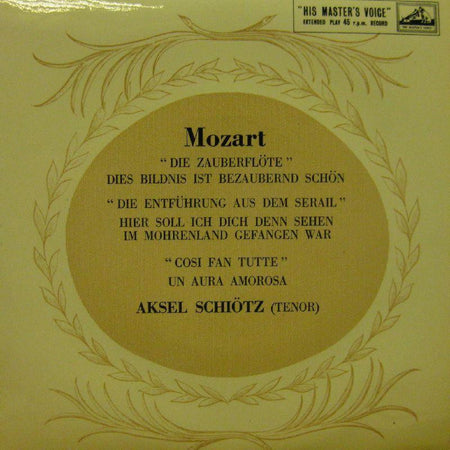 "HIS MASTER'S VOICE"
EXTENDED PLAY 45 r.p.m. RECORD
Mozart
"DIE ZAUBERFLÖTE"
DIES BILDNIS IST BEZAUBERND SCHÖN
"DIE ENTFÜHRUNG AUS DEM SERAIL"
HIER SOLL ICH DICH DENN SEHEN
IM MOHRENLAND GEFANGEN WAR
"COSI FAN TUTTE"
UN AURA AMOROSA
AKSEL SCHIÖTZ (TENOR)